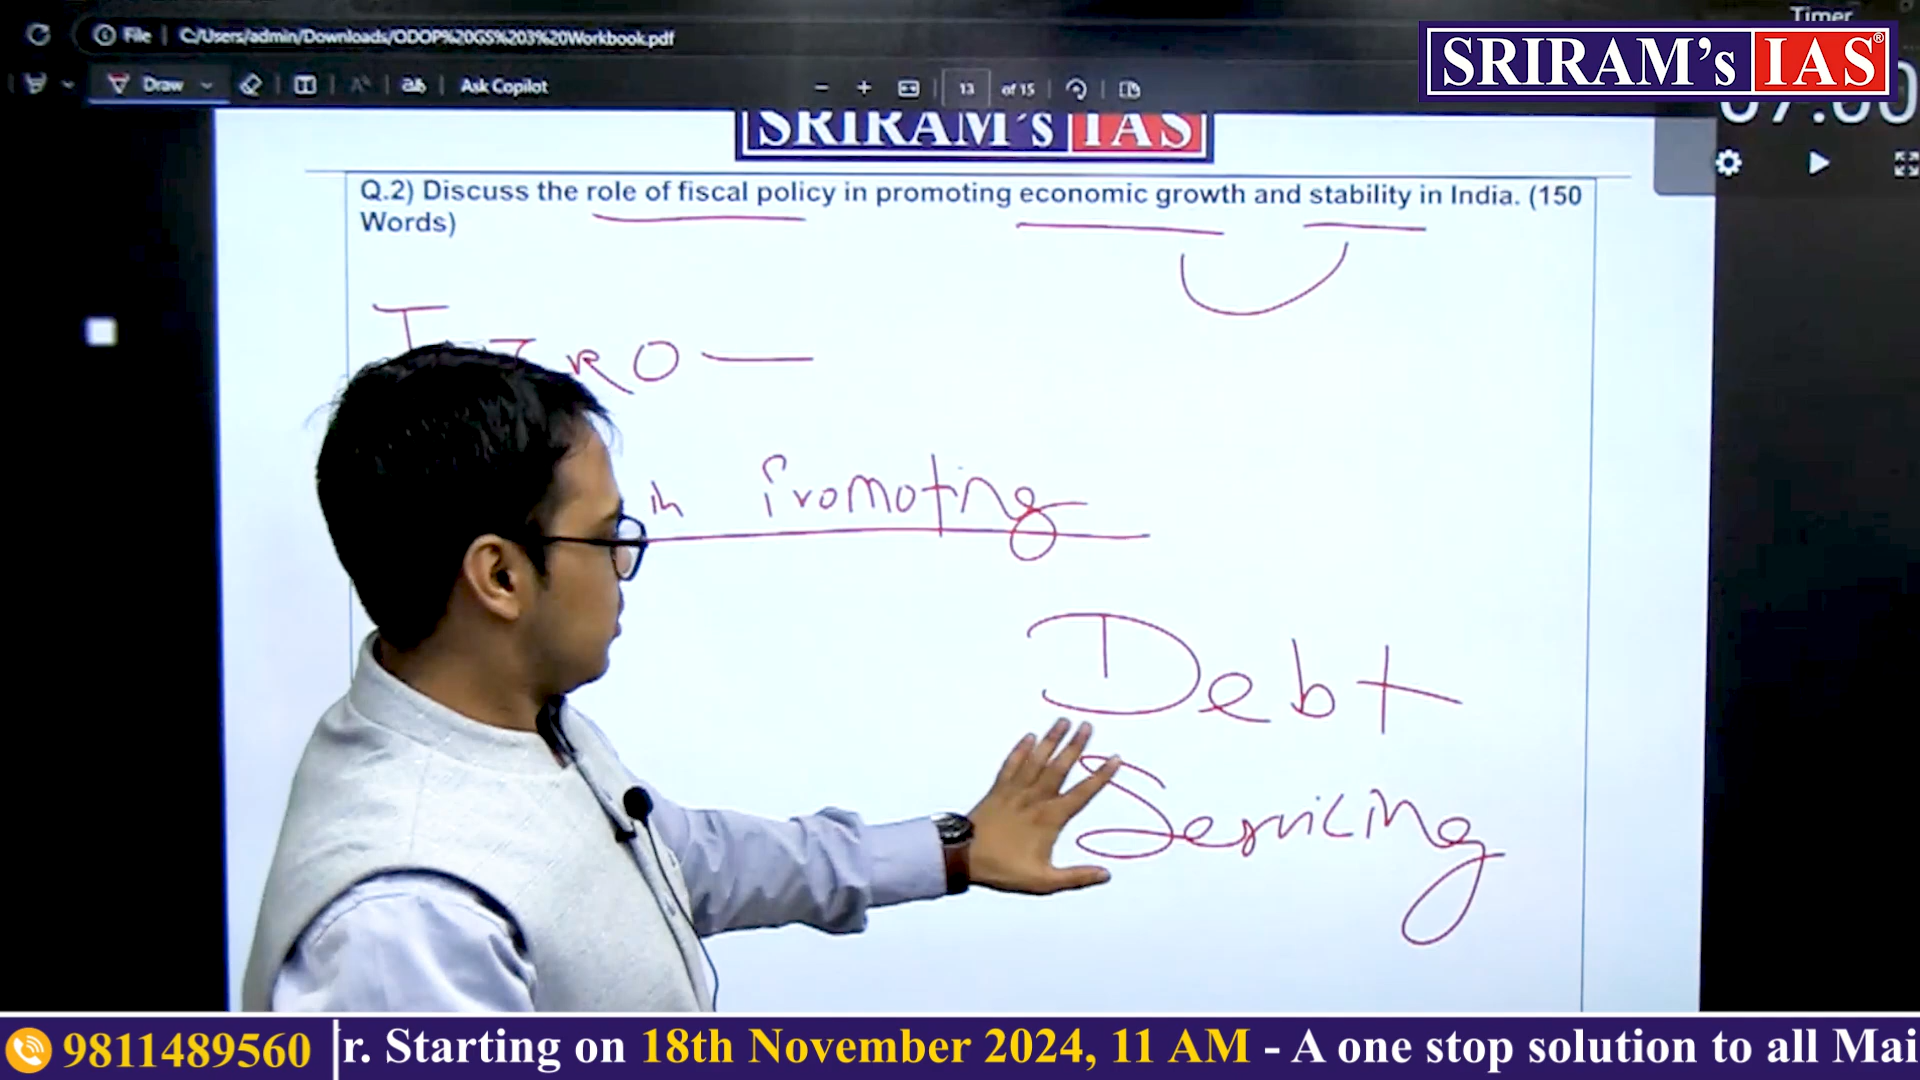 Timer
File | C:/Users/admin/Downloads/ODOP%20GS%203%20Workbook.pdf
SRIRAM's IAS®
Draw
Ask Copilot
13 of 15
SRIRAM's IAS
Q.2) Discuss the role of fiscal policy in promoting economic growth and stability in India. (150
Words)
in Promoting
Debt
Servicing
9811489560 r. Starting on 18th November 2024, 11 AM - A one stop solution to all Mai